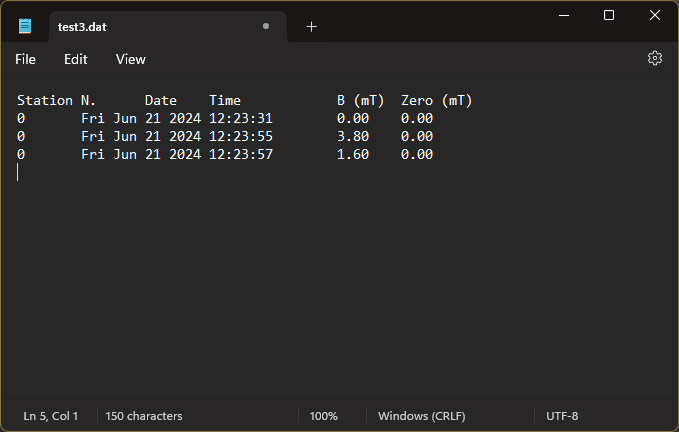 test3.dat
File Edit View
Station N.      Date    Time            B (mT)  Zero (mT)
0       Fri Jun 21 2024 12:23:31        0.00    0.00
0       Fri Jun 21 2024 12:23:55        3.80    0.00
0       Fri Jun 21 2024 12:23:57        1.60    0.00
Ln 5, Col 1 150 characters 100% Windows (CRLF) UTF-8